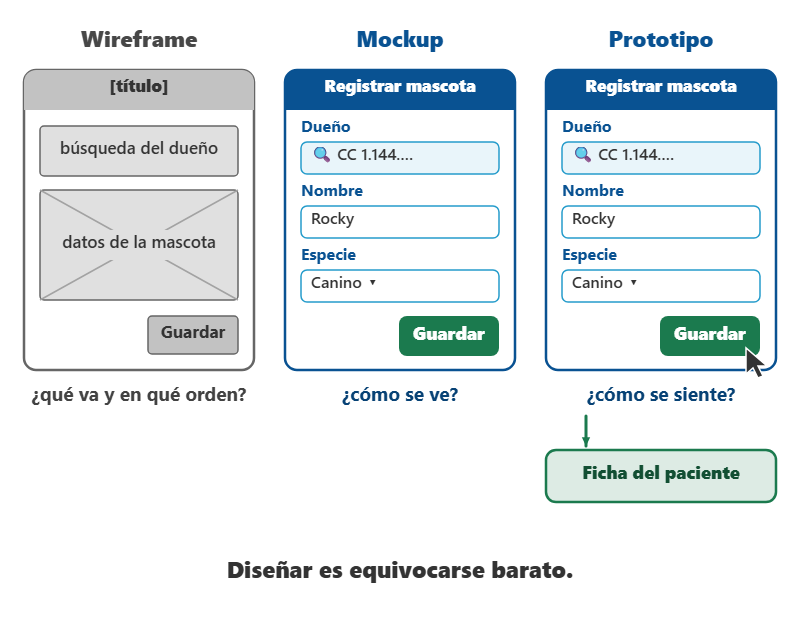 Wireframe
[título]
búsqueda del dueño
datos de la mascota
Guardar
¿qué va y en qué orden?
Mockup
Registrar mascota
Dueño
🔍 CC 1.144....
Nombre
Rocky
Especie
Canino ▾
Guardar
¿cómo se ve?
Prototipo
Registrar mascota
Dueño
🔍 CC 1.144....
Nombre
Rocky
Especie
Canino ▾
Guardar
¿cómo se siente?
Ficha del paciente
Diseñar es equivocarse barato.